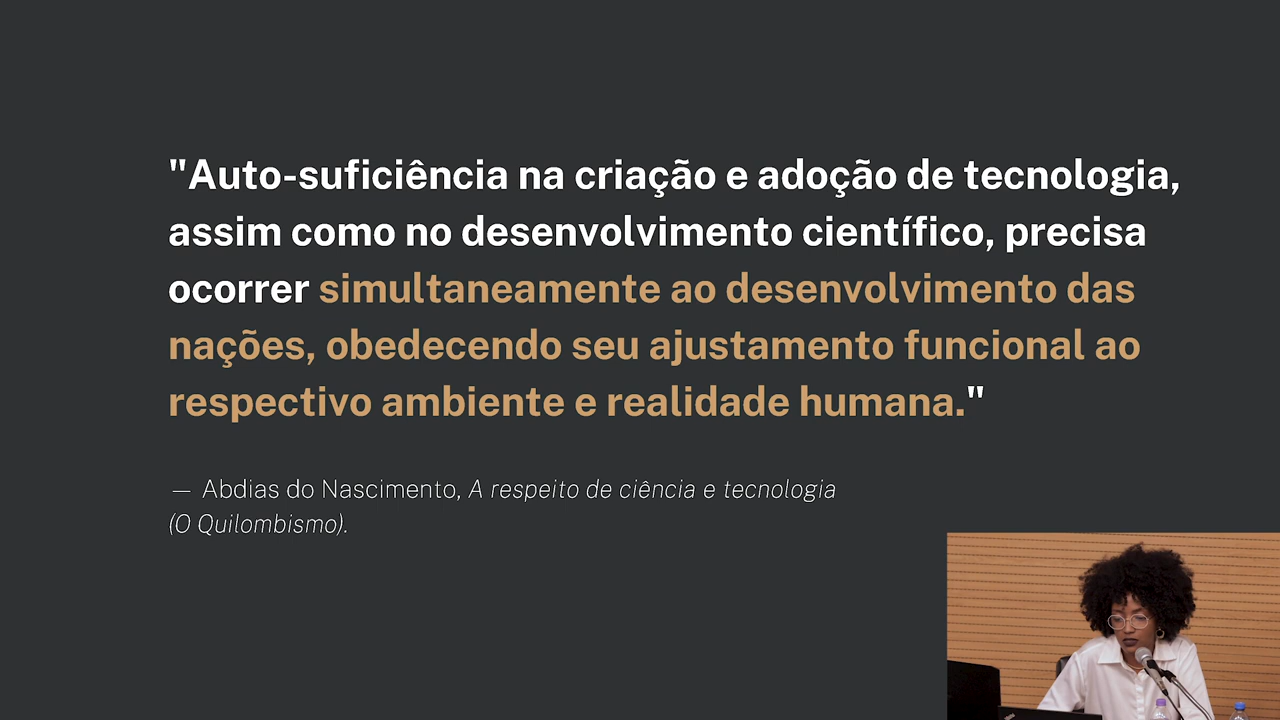 "Auto-suficiência na criação e adoção de tecnologia,
assim como no desenvolvimento científico, precisa
ocorrer simultaneamente ao desenvolvimento das
nações, obedecendo seu ajustamento funcional ao
respectivo ambiente e realidade humana."
— Abdias do Nascimento, A respeito de ciência e tecnologia
(O Quilombismo).